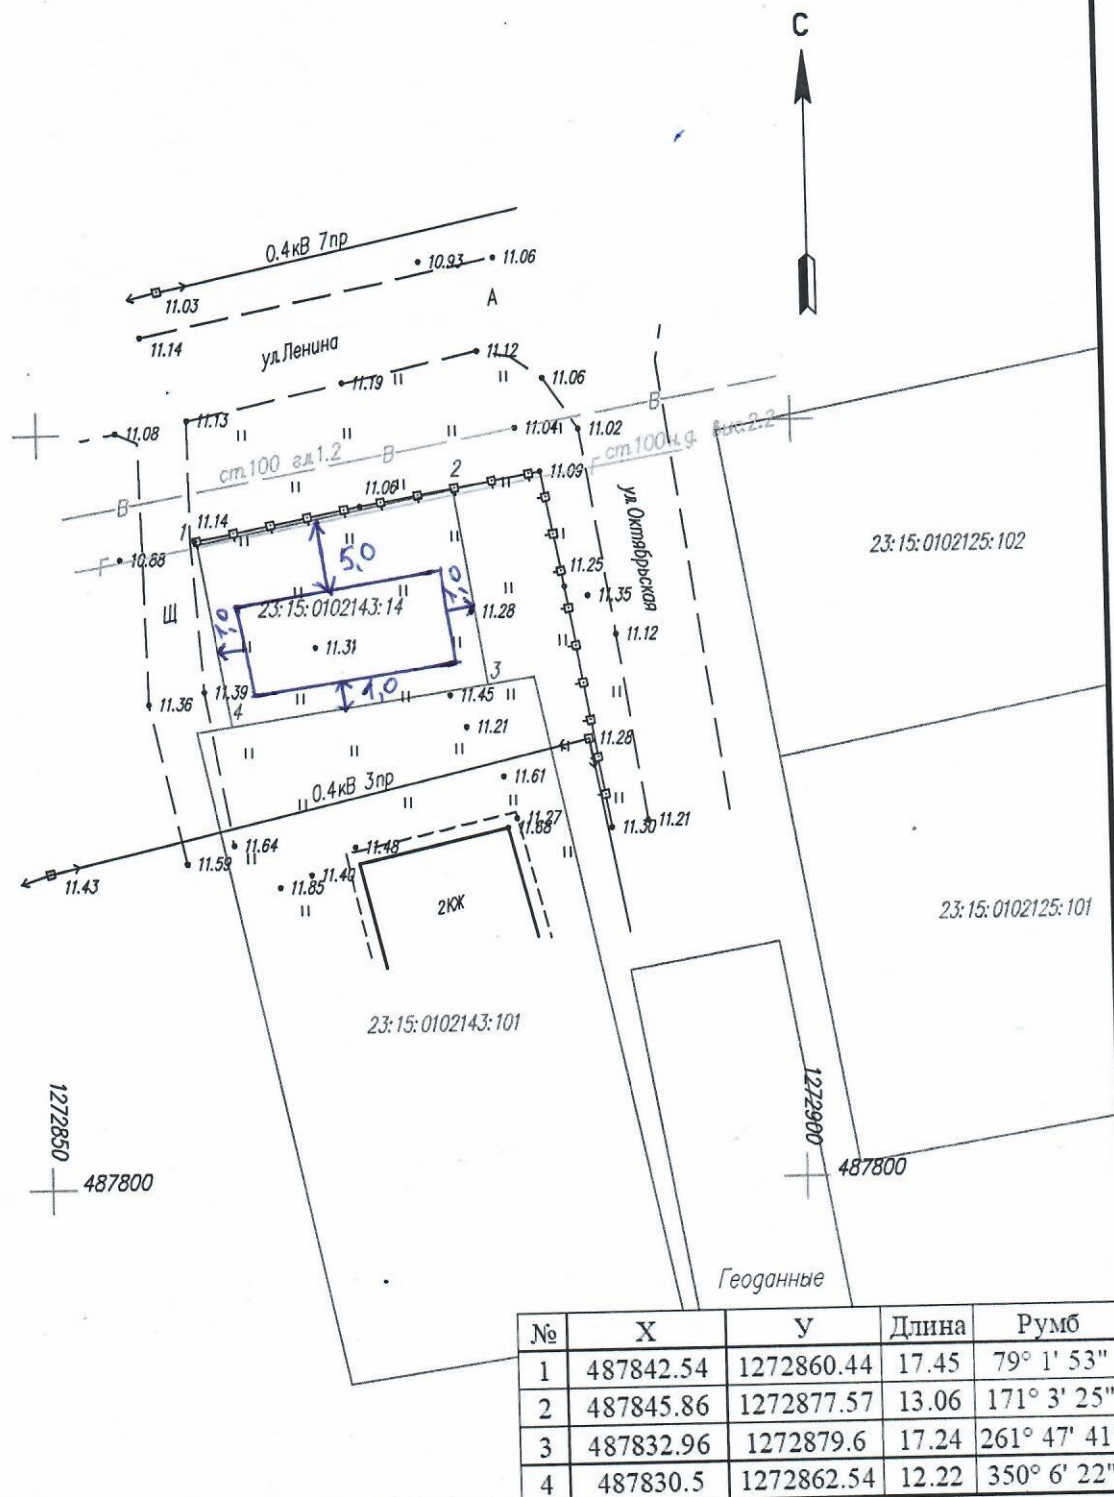 С
0.4кВ 7пр
10.93
11.06
11.03
А
11.14
ул.Ленина
11.12
11.19
11.06
11.13
11.08
11.04
11.02
В
ст.100 гл.1.2
В
В
ст.100н.д. выс.2.2
2
11.09
Г
11.06
1
11.14
10.88
Г
5,0
23:15:0102125:102
ул.Октябрьская
11.25
11.35
1,0
1,0
23:15:0102143:14
11.28
Щ
11.12
11.31
11.39
1,0
3
11.45
11.36
4
11.21
11.28
0.4кВ 3пр
11.61
11.27
11.68
11.30
11.21
11.64
11.48
11.59
11.40
11.43
11.85
2КЖ
23:15:0102125:101
23:15:0102143:101
1272850
1272900
487800
487800
Геоданные
№ Х У Длина Румб
1 487842.54 1272860.44 17.45 79° 1' 53"
2 487845.86 1272877.57 13.06 171° 3' 25"
3 487832.96 1272879.6 17.24 261° 47' 41
4 487830.5 1272862.54 12.22 350° 6' 22"